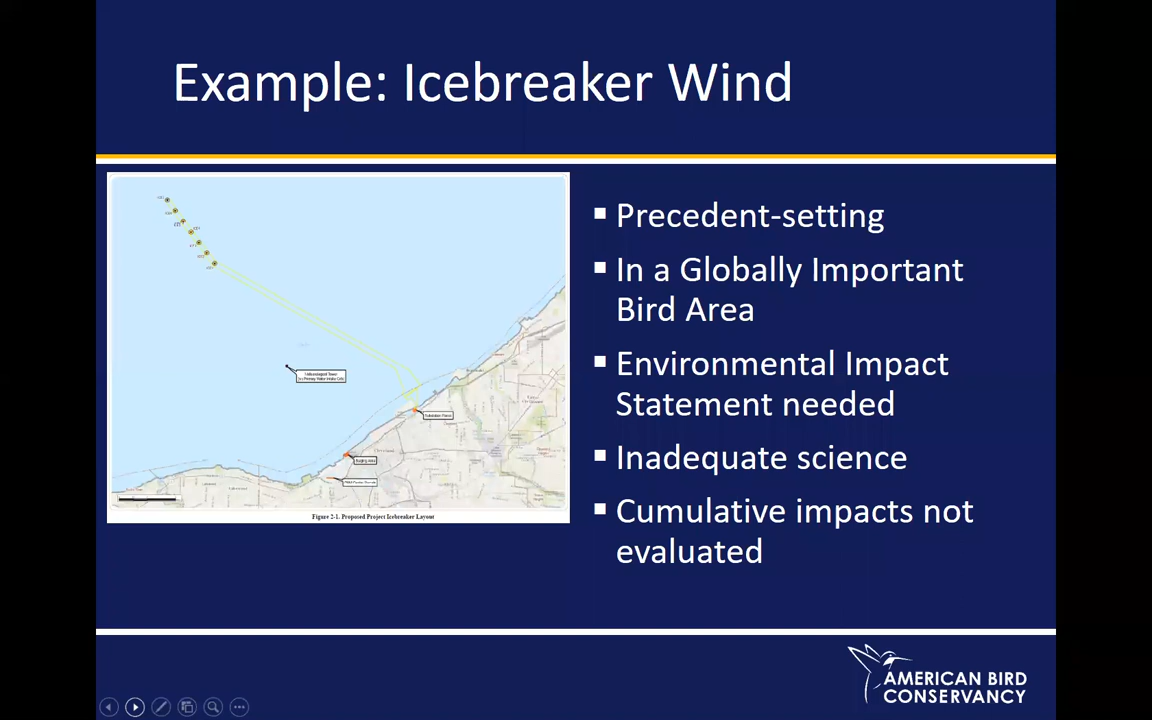 Example: Icebreaker Wind
▪ Precedent-setting
▪ In a Globally Important
Bird Area
▪ Environmental Impact
Statement needed
▪ Inadequate science
▪ Cumulative impacts not
evaluated
Figure 2-1. Proposed Project Icebreaker Layout
AMERICAN BIRD
CONSERVANCY